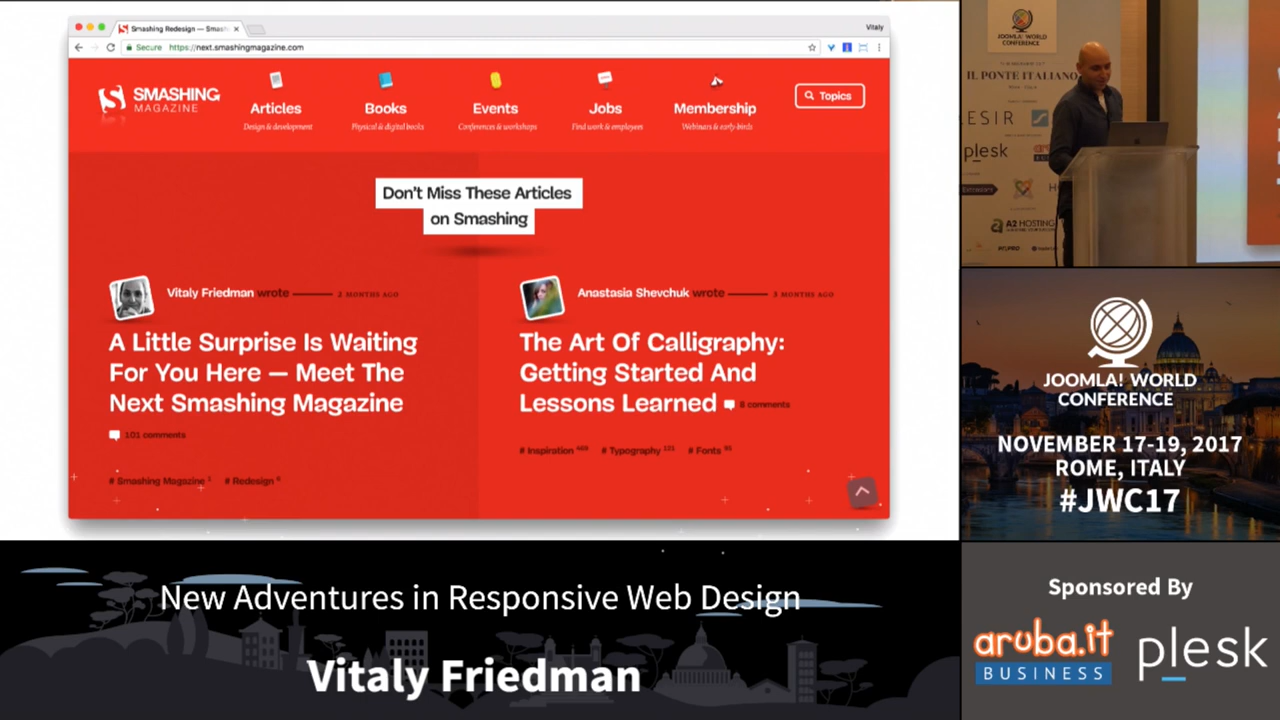 Smashing Redesign — Smash
Vitaly
Secure https://next.smashingmagazine.com
SMASHING
MAGAZINE
Articles
Design & development
Books
Physical & digital books
Events
Conferences & workshops
Jobs
Find work & employees
Membership
Webinars & early-birds
Topics
Don't Miss These Articles
on Smashing
Vitaly Friedman wrote 2 MONTHS AGO
A Little Surprise Is Waiting
For You Here — Meet The
Next Smashing Magazine
101 comments
# Smashing Magazine # Redesign
Anastasia Shevchuk wrote 3 MONTHS AGO
The Art Of Calligraphy:
Getting Started And
Lessons Learned 8 comments
# Inspiration # Typography # Fonts
JOOMLA! WORLD
CONFERENCE
IL PONTE ITALIANO
plesk
A2 HOSTING
JOOMLA! WORLD
CONFERENCE
NOVEMBER 17-19, 2017
ROME, ITALY
#JWC17
New Adventures in Responsive Web Design
Vitaly Friedman
Sponsored By
aruba.it
BUSINESS
plesk